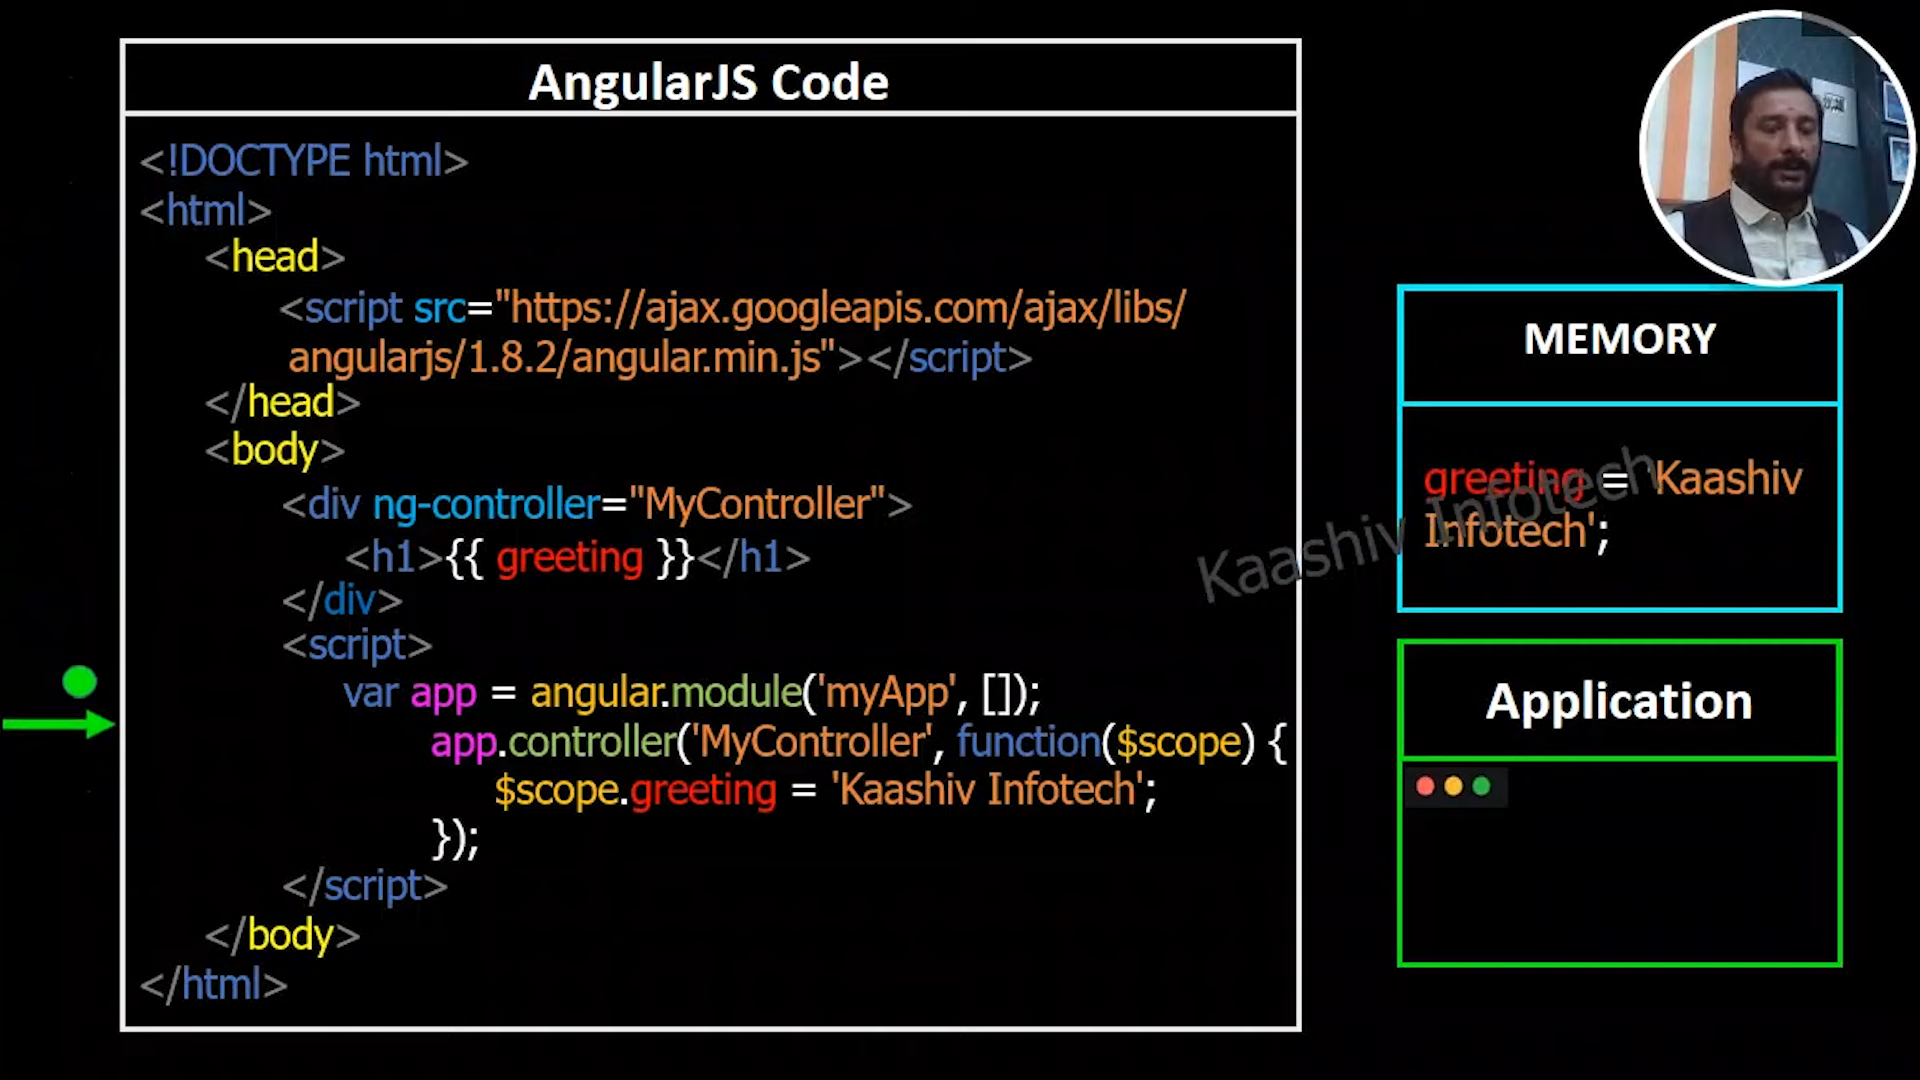 AngularJS Code
<!DOCTYPE html>
<html>
<head>
<script src="https://ajax.googleapis.com/ajax/libs/
angularjs/1.8.2/angular.min.js"></script>
</head>
<body>
<div ng-controller="MyController">
<h1>{{ greeting }}</h1>
</div>
<script>
var app = angular.module('myApp', []);
app.controller('MyController', function($scope) {
$scope.greeting = 'Kaashiv Infotech';
});
</script>
</body>
</html>
MEMORY
greeting = 'Kaashiv
Infotech';
Kaashiv Infotech
Application